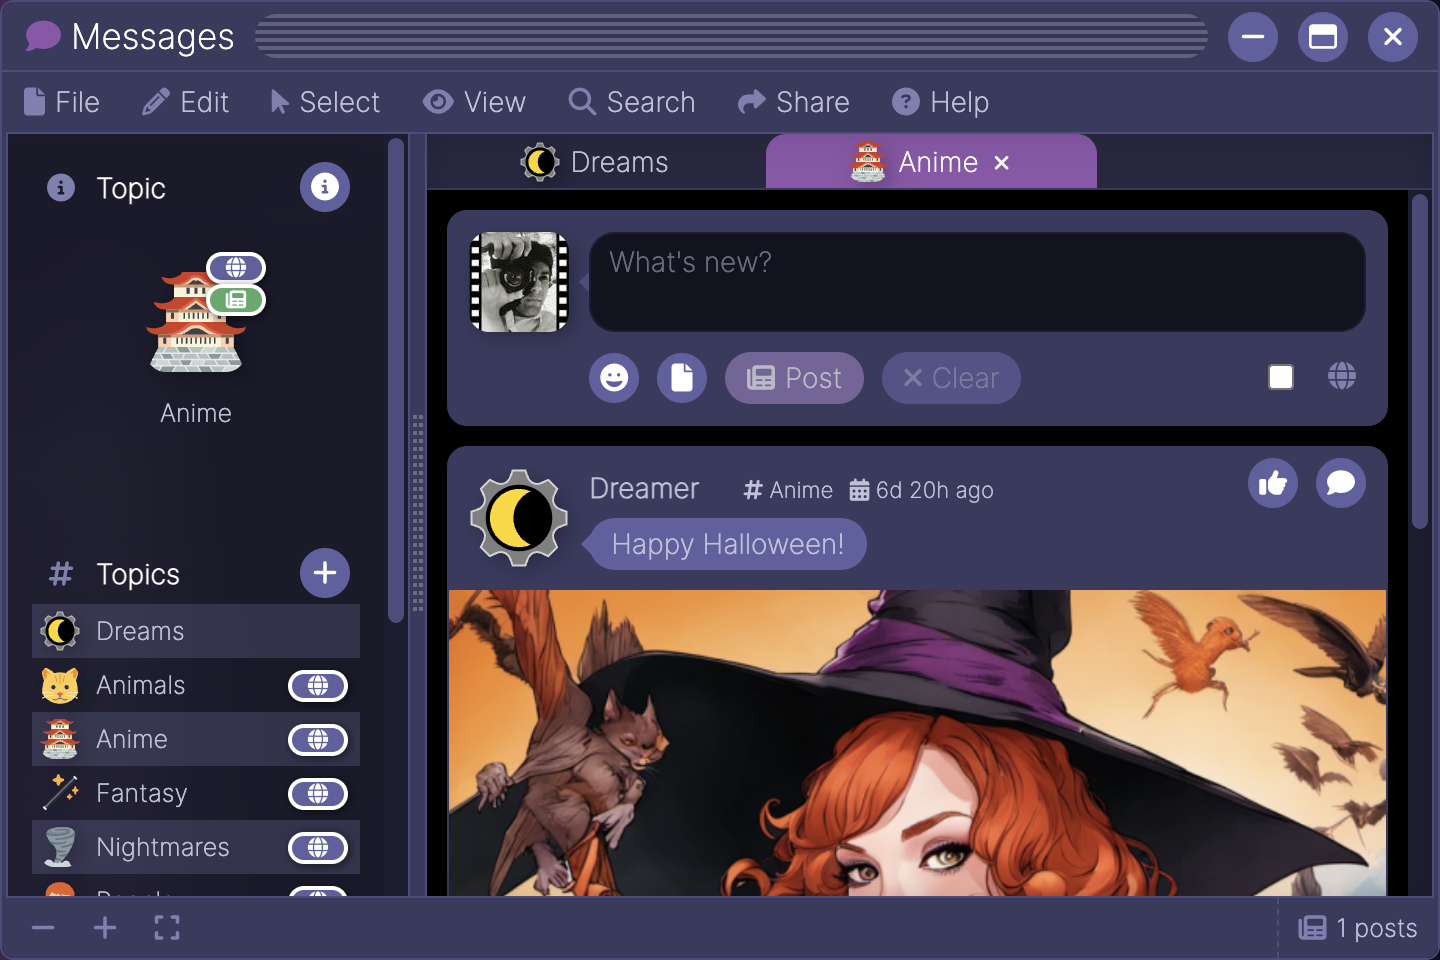 Messages
File Edit Select View Search Share Help
Topic
Anime
Topics
Dreams
Animals
Anime
Fantasy
Nightmares
Dreams
Anime
What's new?
Post
Clear
Dreamer
Anime
6d 20h ago
Happy Halloween!
1 posts